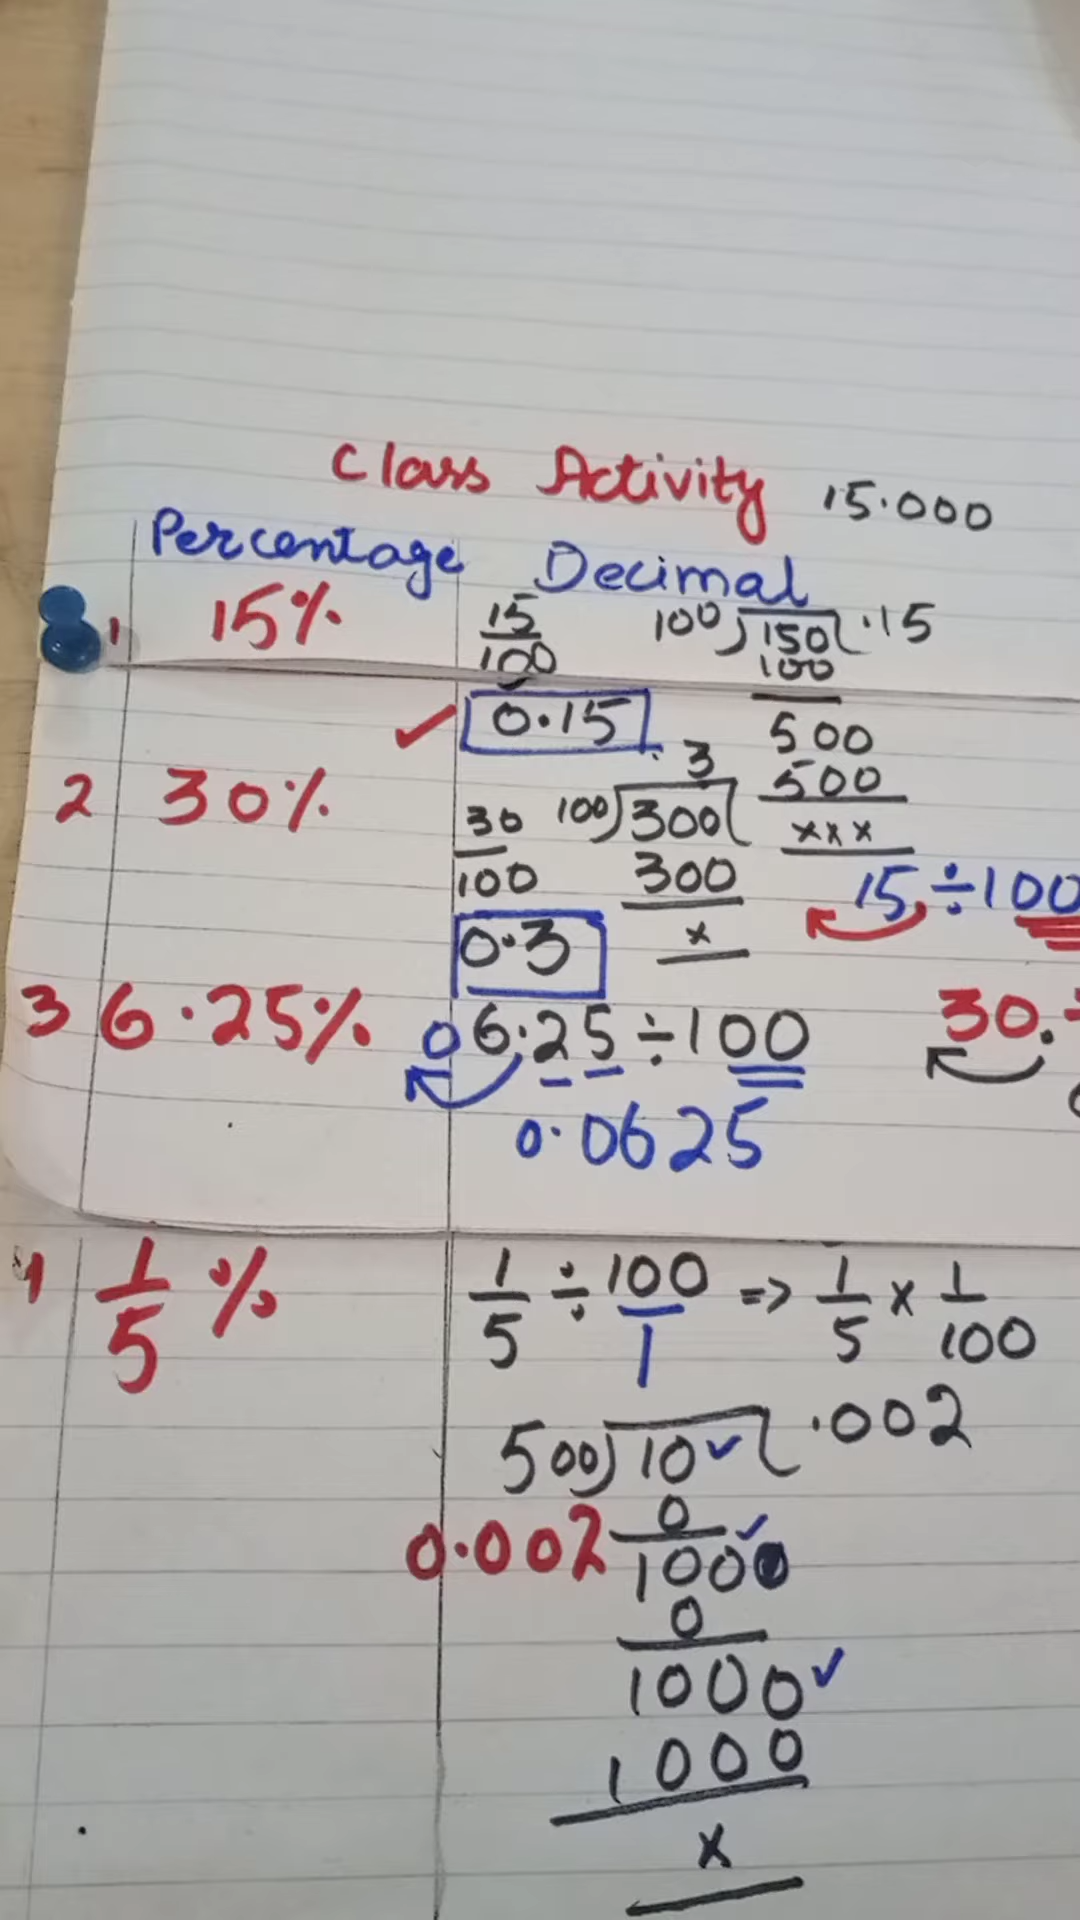 Class Activity 15.000
Percentage Decimal
1 15% 15/100 100)150( .15
100
0.15 500
500
xxx
2 30% 30/100 100)300( .3
300
x
0.3
15. ÷ 100
30. ÷
3 6.25% 06.25 ÷ 100
0.0625
1/5 % 1/5 ÷ 100/1 => 1/5 x 1/100
500)10✓( .002
0
0.002 1000 ✓
0
1000 ✓
1000
x